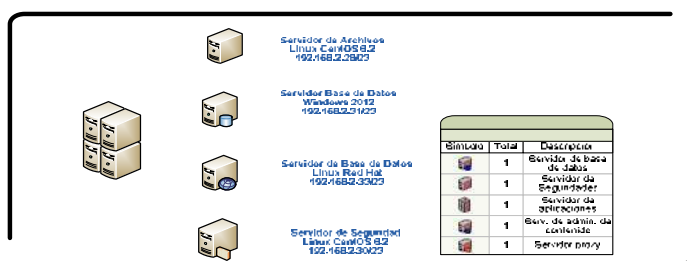 Servidor de Archivos
Linux CentOS 6.2
192-168-2-28/23
Servidor Base de Datos
Windows 2012
192-168-2-31/23
Servidor de Base de Datos
Linux Red Hat
192-168-2-33/23
Servidor de Seguridad
Linux CentOS 6.2
192-168-2-30/23
Símbolo Total Descripción
1 Servidor de base de datos
1 Servidor de Seguridades
1 Servidor de aplicaciones
1 Serv. de admin. de contenido
1 Servidor proxy